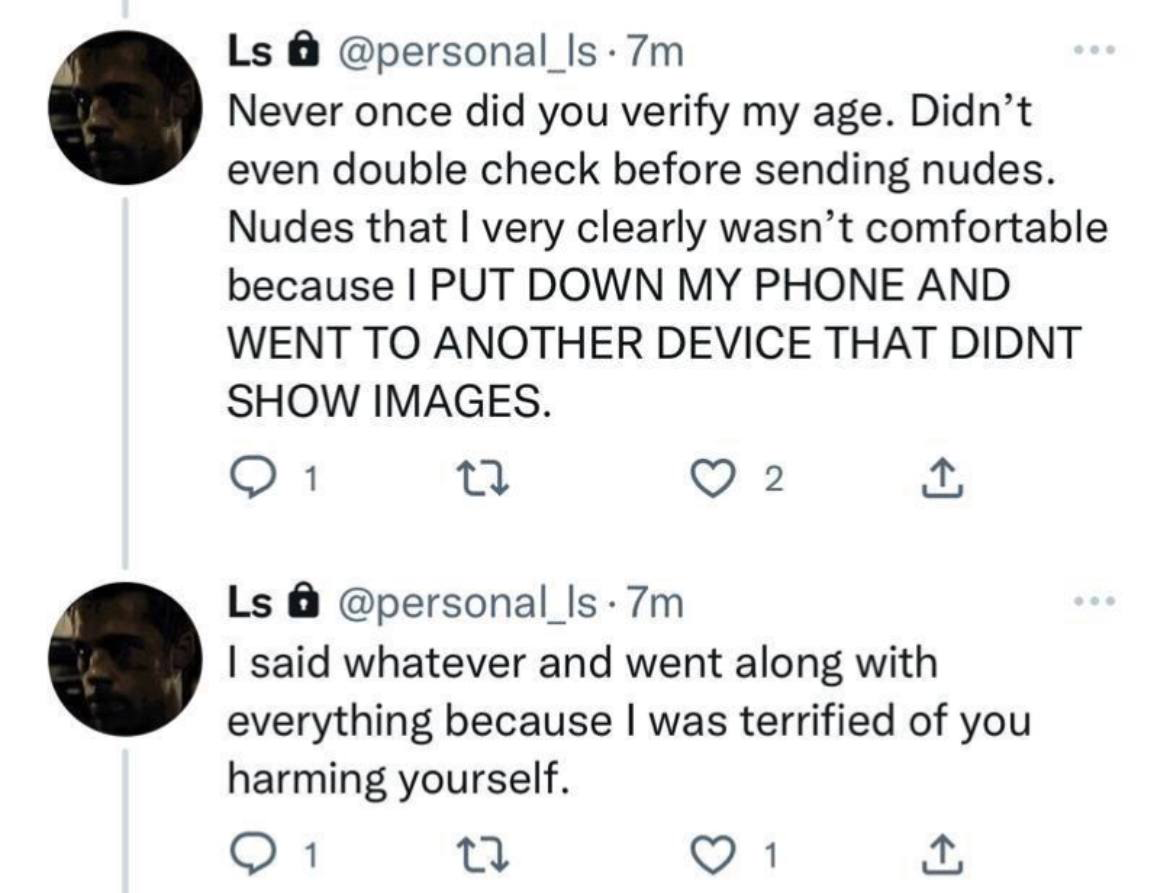 Ls @personal_ls · 7m
Never once did you verify my age. Didn’t
even double check before sending nudes.
Nudes that I very clearly wasn’t comfortable
because I PUT DOWN MY PHONE AND
WENT TO ANOTHER DEVICE THAT DIDNT
SHOW IMAGES.
1 2
Ls @personal_ls · 7m
I said whatever and went along with
everything because I was terrified of you
harming yourself.
1 1